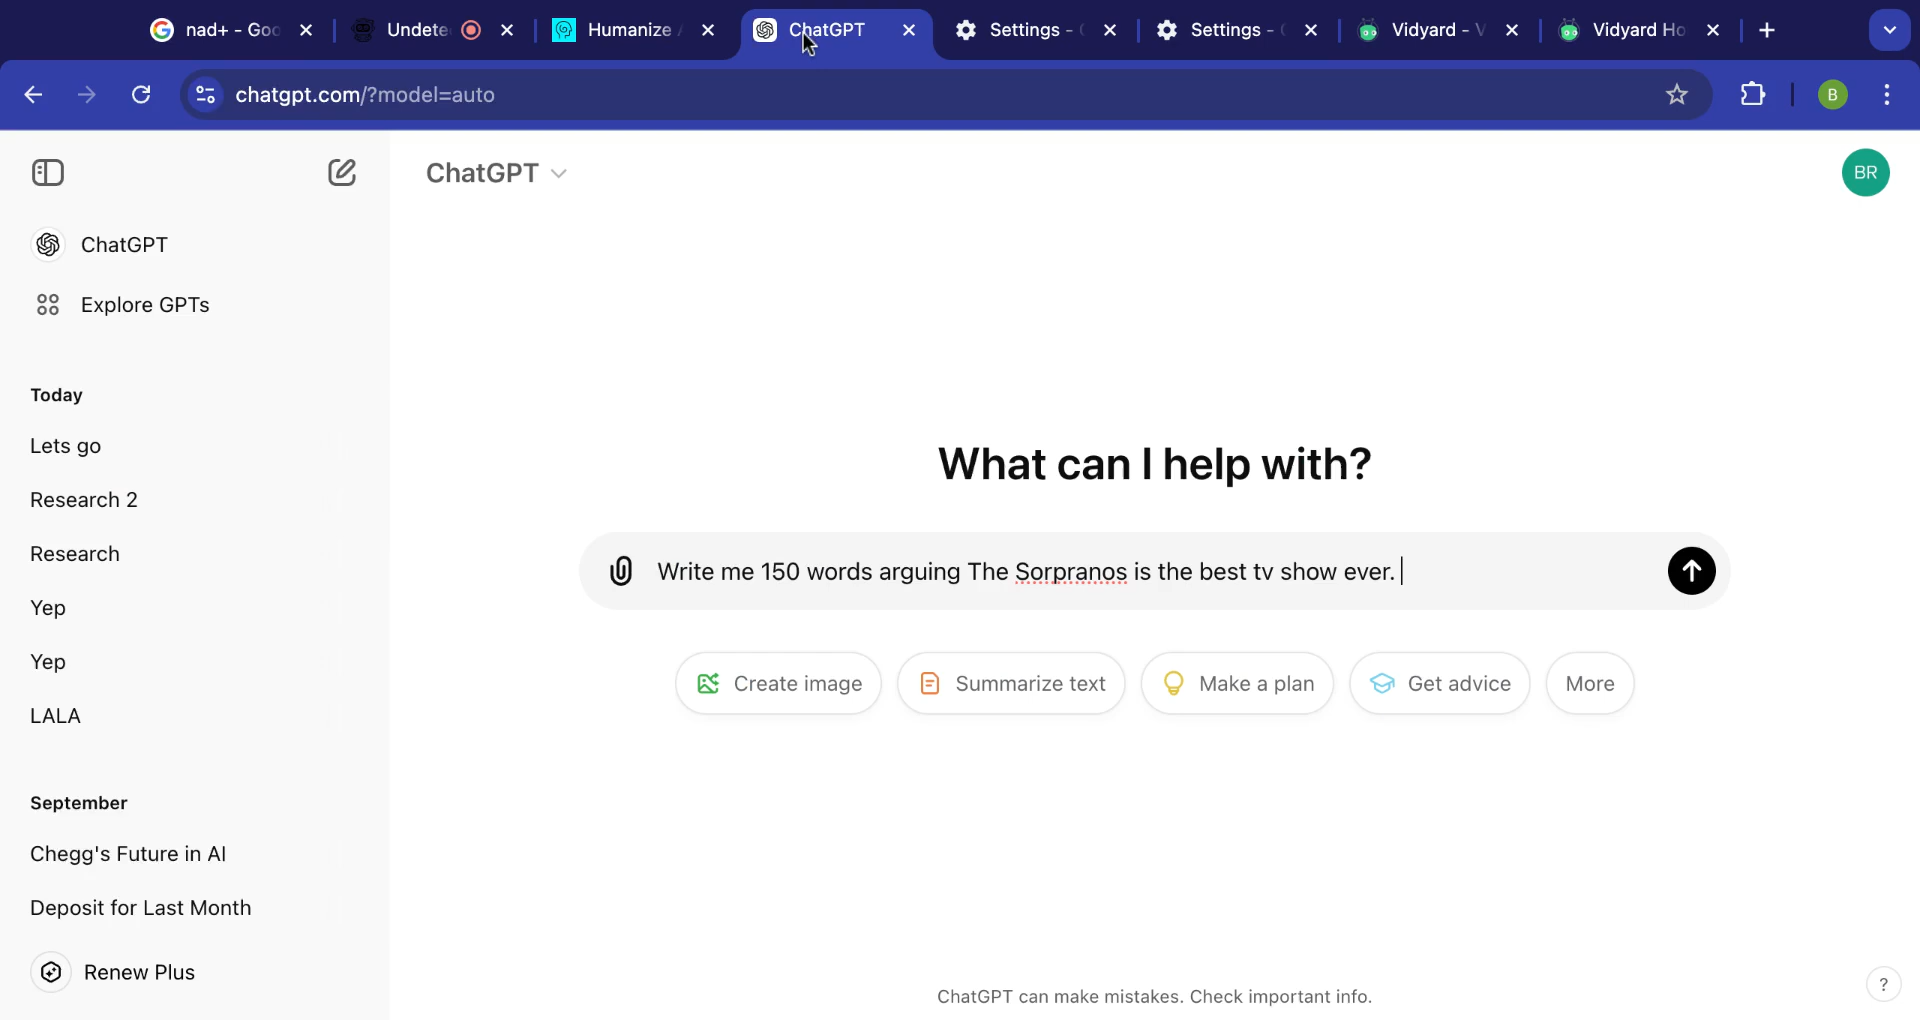 nad+ - Goo
Undete
Humanize A
ChatGPT
Settings -
Settings -
Vidyard - V
Vidyard Ho
chatgpt.com/?model=auto
B
ChatGPT
BR
ChatGPT
Explore GPTs
Today
Lets go
Research 2
Research
Yep
Yep
LALA
September
Chegg's Future in AI
Deposit for Last Month
Renew Plus
What can I help with?
Write me 150 words arguing The Sorpranos is the best tv show ever.
Create image
Summarize text
Make a plan
Get advice
More
ChatGPT can make mistakes. Check important info.
?